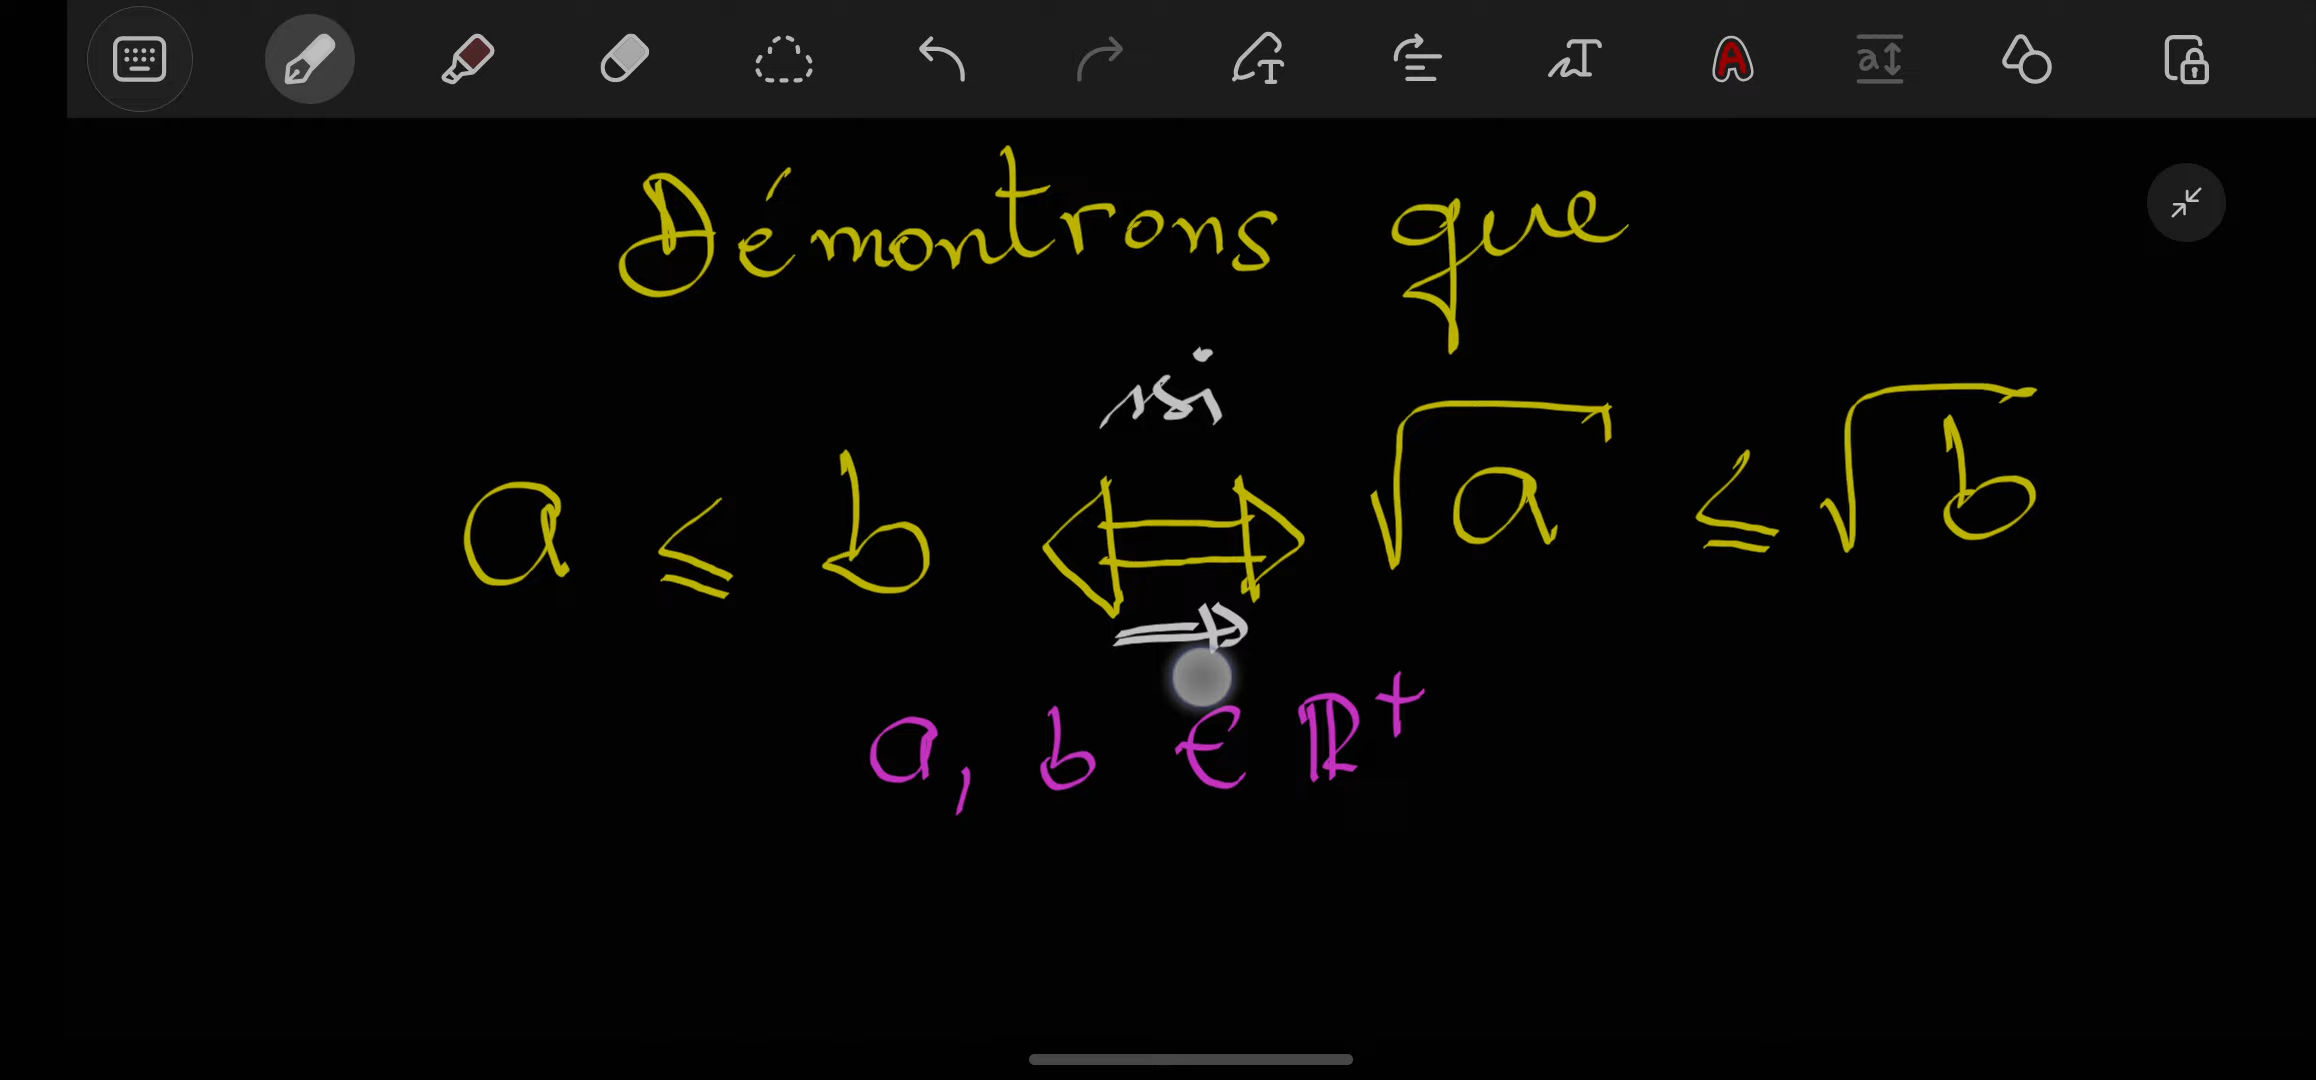 Démontrons que
ssi
a ≤ b ⟺ √a ≤ √b
⟹
a, b ∈ ℝ⁺